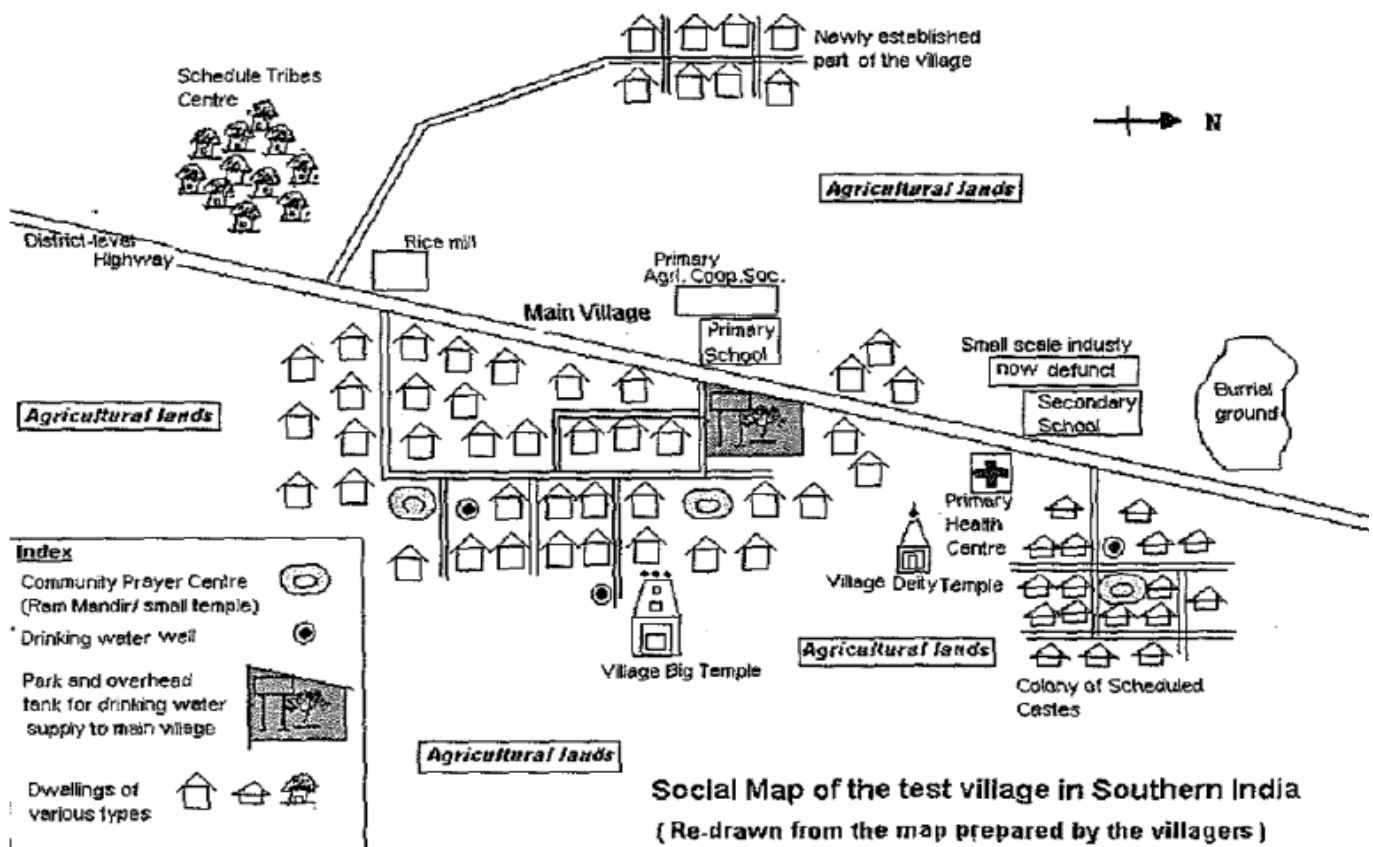 Newly established
part of the village
Schedule Tribes
Centre
N
Agricultural lands
District-level
Highway
Rice mill
Primary
Agri. Coop. Soc.
Main Village
Primary
School
Small scale industy
now defunct
Secondary
School
Burrial
ground
Agricultural lands
Primary
Health
Centre
Village Deity Temple
Village Big Temple
Agricultural lands
Colony of Scheduled
Castes
Index
Community Prayer Centre
(Ram Mandir/ small temple)
Drinking water well
Park and overhead
tank for drinking water
supply to main village
Dwellings of
various types
Agricultural lands
Social Map of the test village in Southern India
( Re-drawn from the map prepared by the villagers )